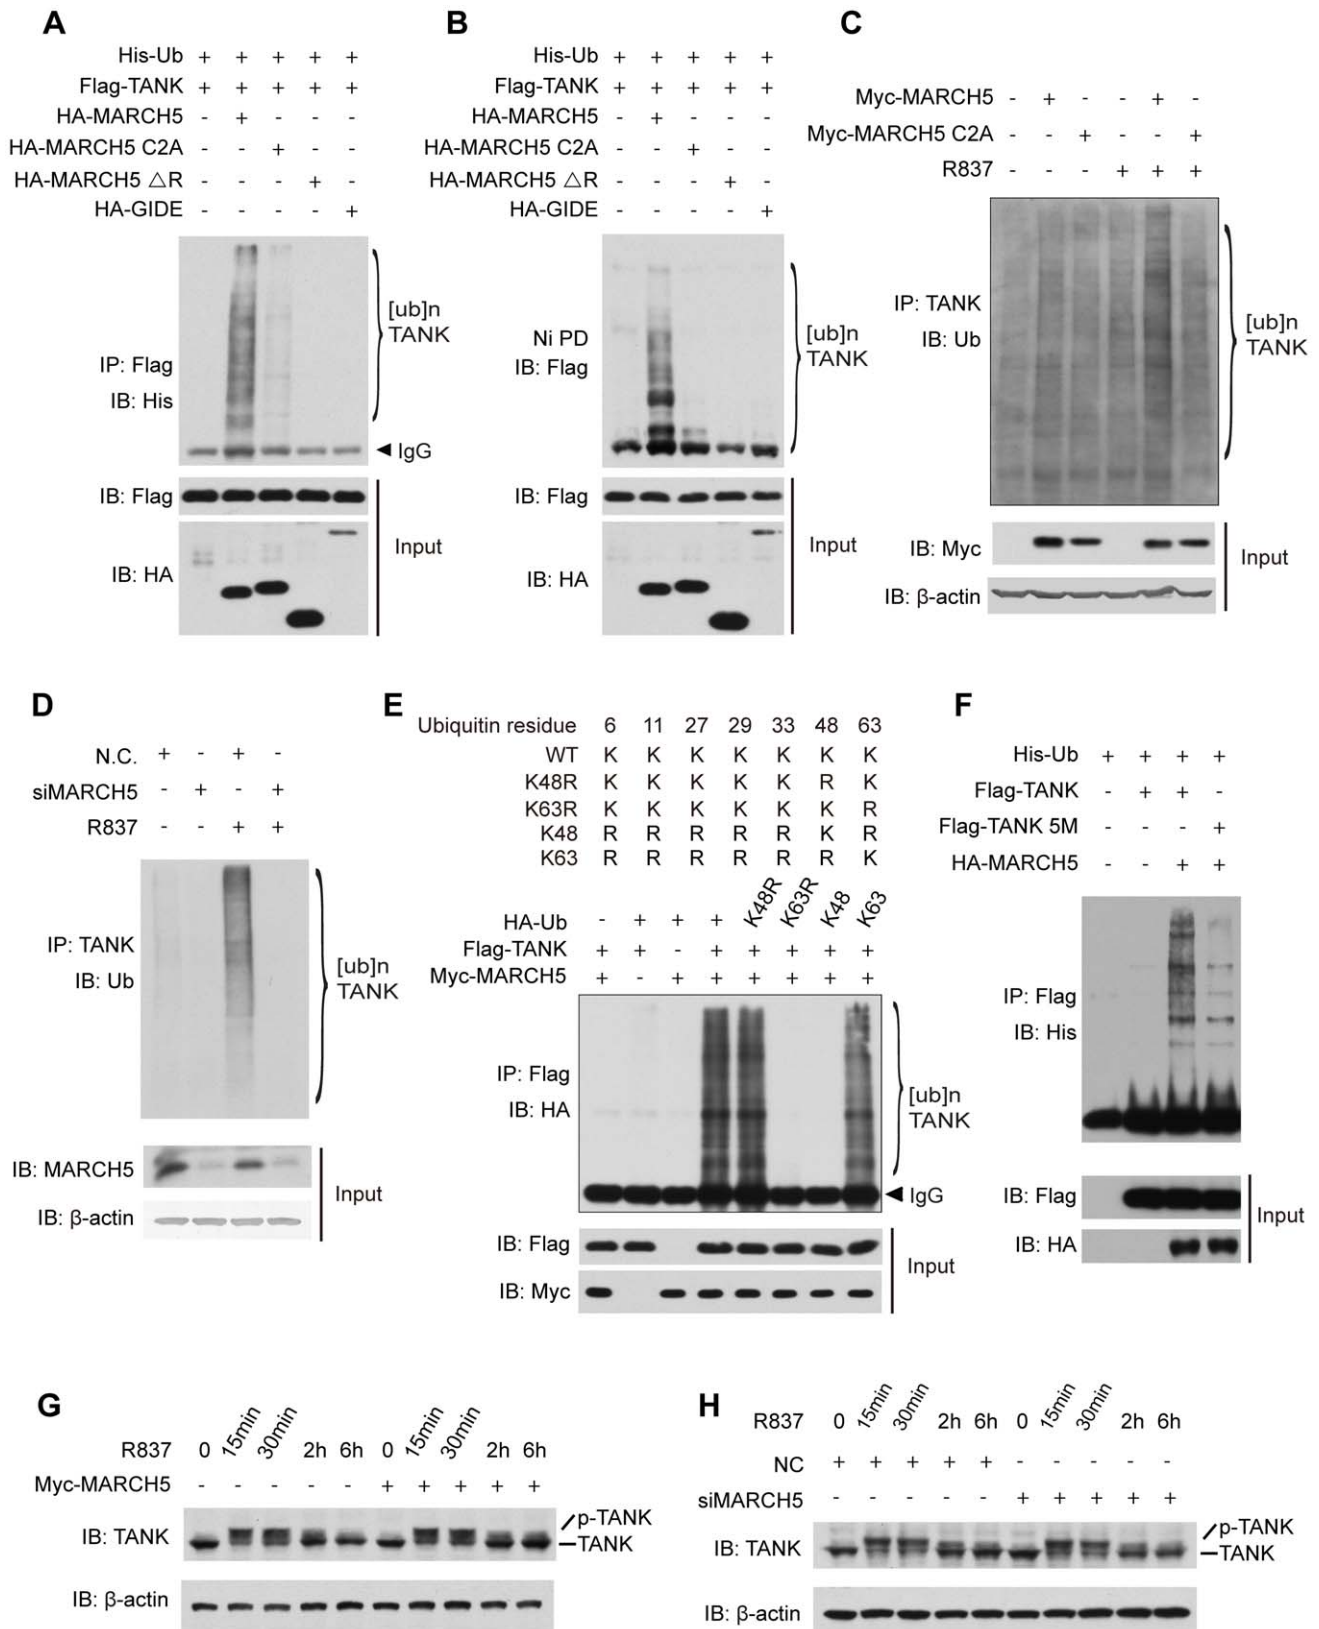 A
His-Ub + + + + +
Flag-TANK + + + + +
HA-MARCH5 - + - - -
HA-MARCH5 C2A - - + - -
HA-MARCH5 △R - - - + -
HA-GIDE - - - - +
IP: Flag
IB: His
[ub]n
TANK
◄ IgG
IB: Flag
IB: HA
Input
B
His-Ub + + + + +
Flag-TANK + + + + +
HA-MARCH5 - + - - -
HA-MARCH5 C2A - - + - -
HA-MARCH5 △R - - - + -
HA-GIDE - - - - +
Ni PD
IB: Flag
[ub]n
TANK
IB: Flag
IB: HA
Input
C
Myc-MARCH5 - + - - + -
Myc-MARCH5 C2A - - + - - +
R837 - - - + + +
IP: TANK
IB: Ub
[ub]n
TANK
IB: Myc
IB: β-actin
Input
D
N.C. + - + -
siMARCH5 - + - +
R837 - - + +
IP: TANK
IB: Ub
[ub]n
TANK
IB: MARCH5
IB: β-actin
Input
E
Ubiquitin residue 6 11 27 29 33 48 63
WT K K K K K K K
K48R K K K K K R K
K63R K K K K K K R
K48 R R R R R K R
K63 R R R R R R K
HA-Ub - + + + K48R K63R K48 K63
Flag-TANK + + - + + + + +
Myc-MARCH5 + - + + + + + +
IP: Flag
IB: HA
[ub]n
TANK
◄ IgG
IB: Flag
IB: Myc
Input
F
His-Ub + + + +
Flag-TANK - + + -
Flag-TANK 5M - - - +
HA-MARCH5 - - + +
IP: Flag
IB: His
IB: Flag
IB: HA
Input
G
R837 0 15min 30min 2h 6h 0 15min 30min 2h 6h
Myc-MARCH5 - - - - - + + + + +
IB: TANK
p-TANK
TANK
IB: β-actin
H
R837 0 15min 30min 2h 6h 0 15min 30min 2h 6h
NC + + + + + - - - - -
siMARCH5 - - - - - + + + + +
IB: TANK
p-TANK
TANK
IB: β-actin